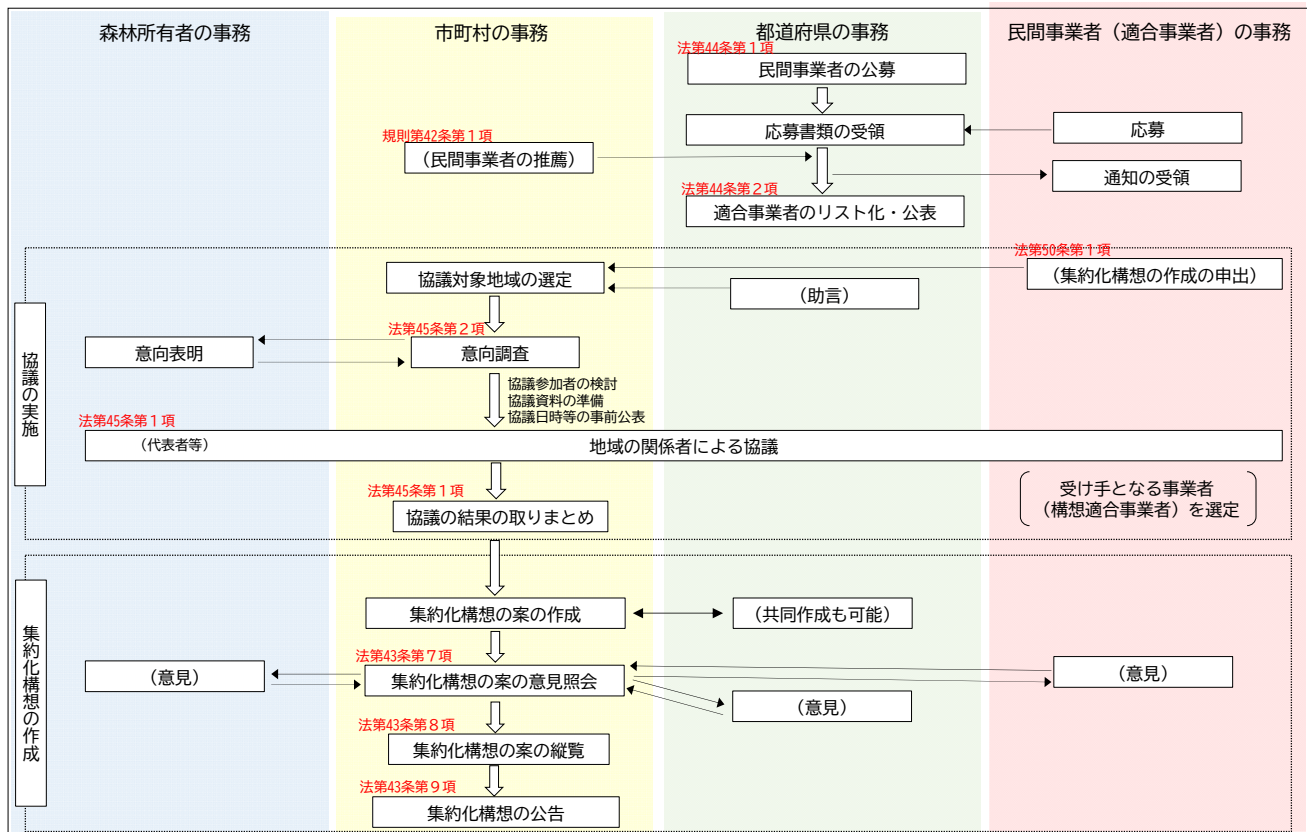 森林所有者の事務
市町村の事務
都道府県の事務
民間事業者（適合事業者）の事務
法第44条第１項
民間事業者の公募
応募書類の受領
応募
規則第42条第１項
（民間事業者の推薦）
通知の受領
法第44条第２項
適合事業者のリスト化・公表
協議の実施
法第50条第１項
（集約化構想の作成の申出）
協議対象地域の選定
（助言）
法第45条第２項
意向表明
意向調査
協議参加者の検討
協議資料の準備
協議日時等の事前公表
法第45条第１項
（代表者等）
地域の関係者による協議
受け手となる事業者
（構想適合事業者）を選定
法第45条第１項
協議の結果の取りまとめ
集約化構想の作成
集約化構想の案の作成
（共同作成も可能）
法第43条第７項
（意見）
集約化構想の案の意見照会
（意見）
（意見）
法第43条第８項
集約化構想の案の縦覧
法第43条第９項
集約化構想の公告